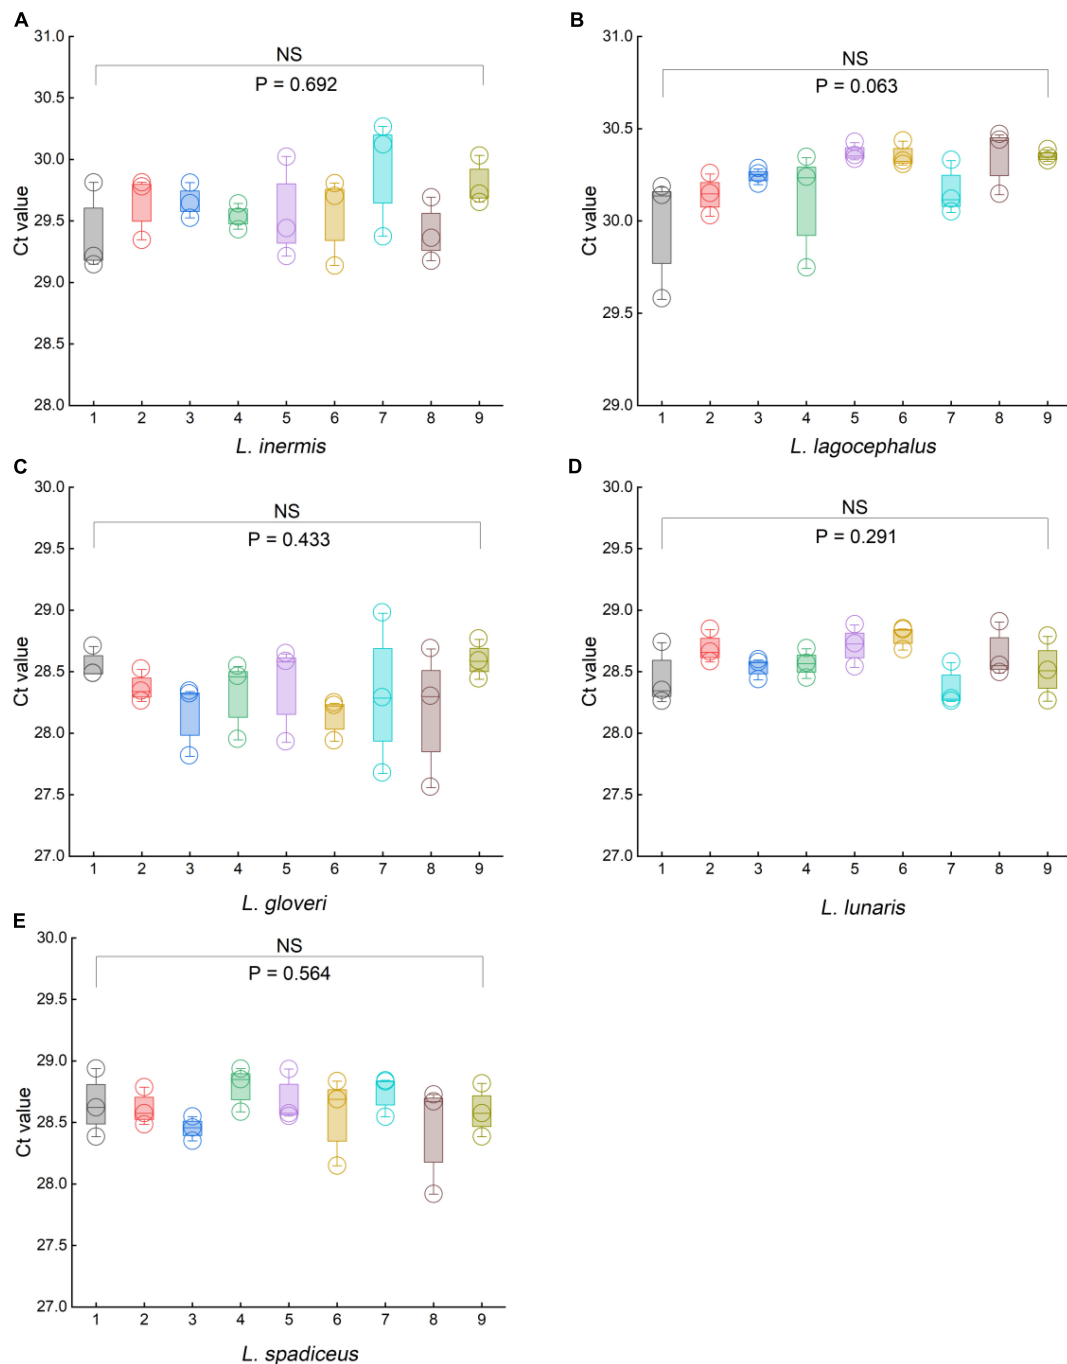 A
31.0
30.5
30.0
29.5
29.0
28.5
28.0
Ct value
NS
P = 0.692
1 2 3 4 5 6 7 8 9
L. inermis
B
31.0
30.5
30.0
29.5
29.0
Ct value
NS
P = 0.063
1 2 3 4 5 6 7 8 9
L. lagocephalus
C
30.0
29.5
29.0
28.5
28.0
27.5
27.0
Ct value
NS
P = 0.433
1 2 3 4 5 6 7 8 9
L. gloveri
D
30.0
29.5
29.0
28.5
28.0
27.5
27.0
Ct value
NS
P = 0.291
1 2 3 4 5 6 7 8 9
L. lunaris
E
30.0
29.5
29.0
28.5
28.0
27.5
27.0
Ct value
NS
P = 0.564
1 2 3 4 5 6 7 8 9
L. spadiceus